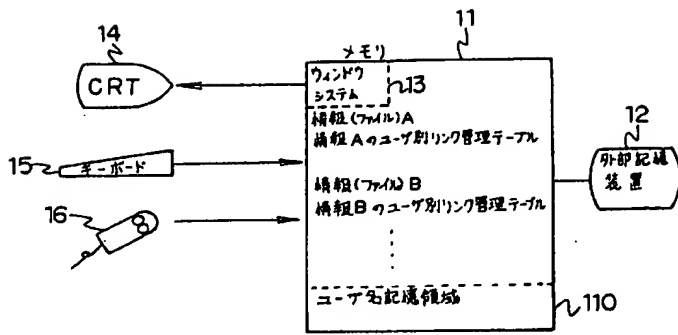 14
CRT
15
キーボード
16
メモリ
11
ウィンドウ
システム
13
情報(ファイル)A
情報Aのユーザ別リンク管理テーブル
情報(ファイル)B
情報Bのユーザ別リンク管理テーブル
ユーザ名記憶領域
110
12
外部記憶
装置